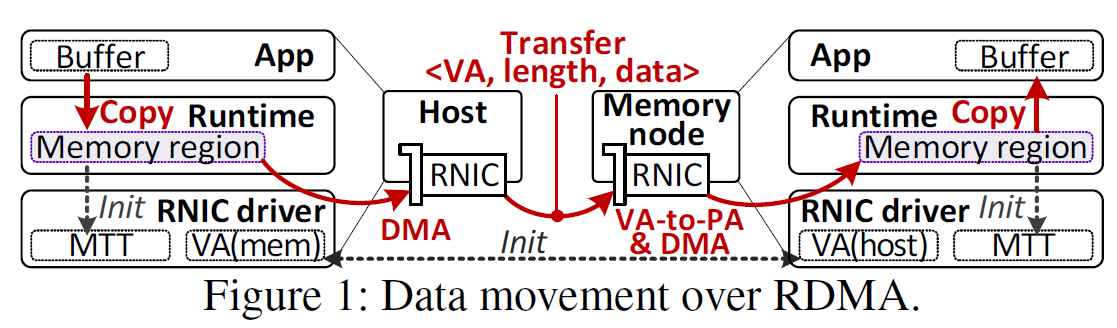 Buffer App
Copy Runtime
Memory region
Init RNIC driver
MTT VA(mem)
Transfer
<VA, length, data>
Host
RNIC
DMA
Init
Memory
node
RNIC
VA-to-PA
& DMA
App Buffer
Runtime Copy
Memory region
RNIC driver Init
VA(host) MTT
Figure 1: Data movement over RDMA.